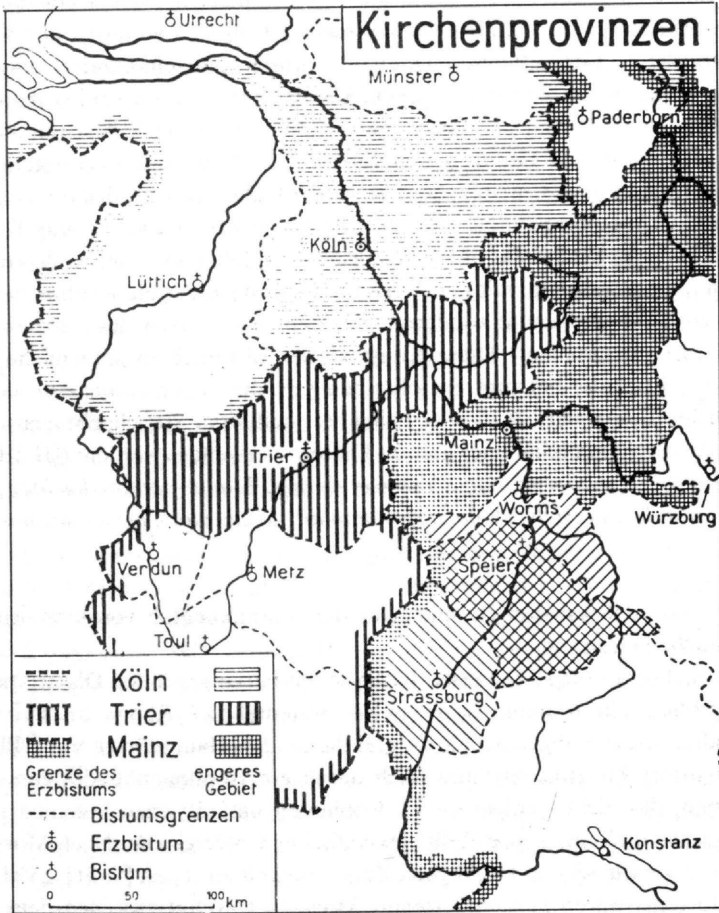 Kirchenprovinzen
Utrecht
Münster
Paderborn
Köln
Lüttich
Trier
Mainz
Worms
Würzburg
Verdun
Metz
Speier
Toul
Strassburg
Konstanz
Köln
Trier
Mainz
Grenze des Erzbistums
engeres Gebiet
Bistumsgrenzen
Erzbistum
Bistum
0 50 100 km